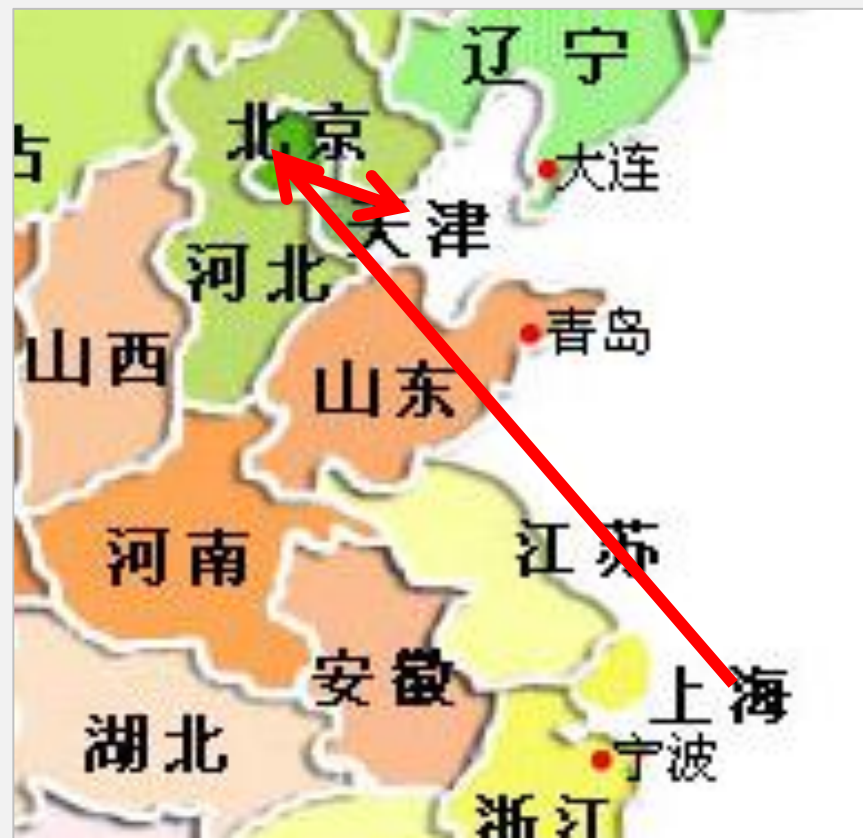 辽宁
北京
古
大连
天津
河北
青岛
山西
山东
江苏
河南
安徽
上海
湖北
宁波
浙江